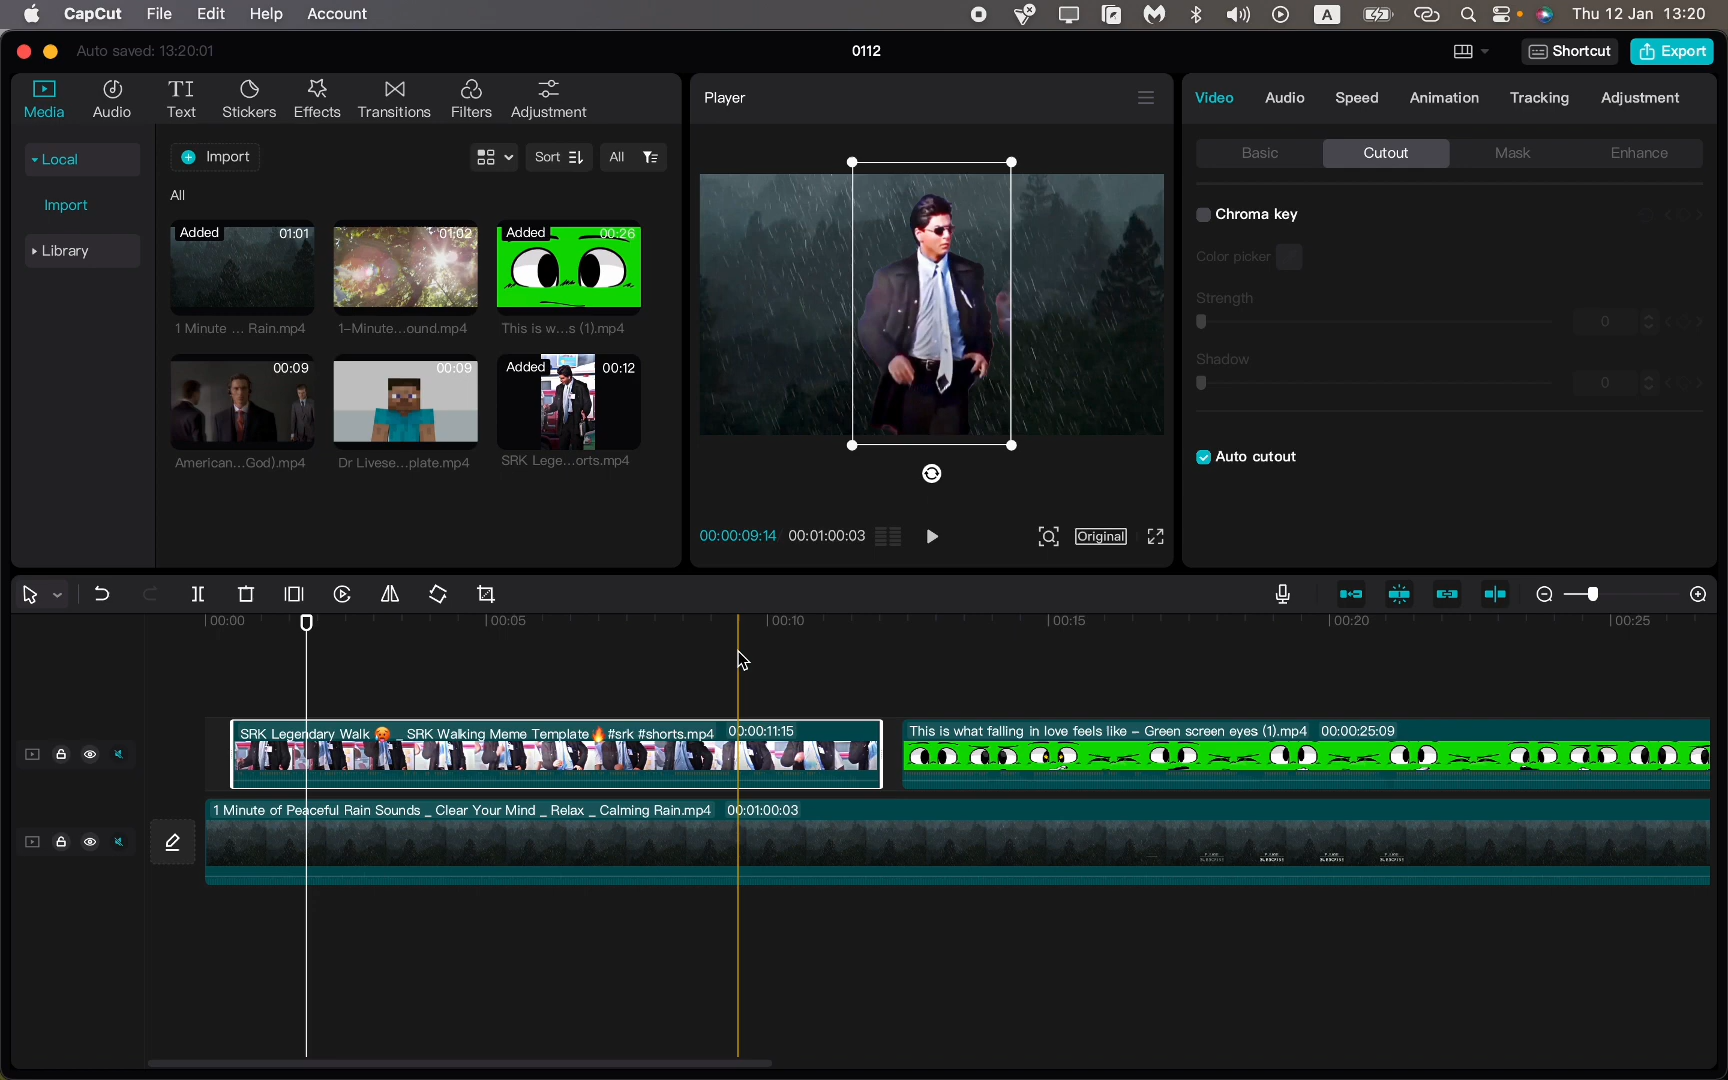 CapCut File Edit Help Account A Thu 12 Jan 13:20
Auto saved: 13:20:01 0112 Shortcut Export
Media Audio Text Stickers Effects Transitions Filters Adjustment
Local
Import
Library
Import Sort All
All
Added 01:01
01:02
Added 00:26
1 Minute ... Rain.mp4
1-Minute...ound.mp4
This is w...s (1).mp4
00:09
00:09
Added 00:12
American...God).mp4
Dr Livese...plate.mp4
SRK Lege...orts.mp4
Player
00:00:09:14 00:01:00:03 Original
Video Audio Speed Animation Tracking Adjustment
Basic Cutout Mask Enhance
Chroma key
Color picker
Strength
0
Shadow
0
Auto cutout
00:00 00:05 00:10 00:15 00:20 00:25
SRK Legendary Walk 🥵 _ SRK Walking Meme Template🔥#srk #shorts.mp4 00:00:11:15
This is what falling in love feels like – Green screen eyes (1).mp4 00:00:25:09
1 Minute of Peaceful Rain Sounds _ Clear Your Mind _ Relax _ Calming Rain.mp4 00:01:00:03